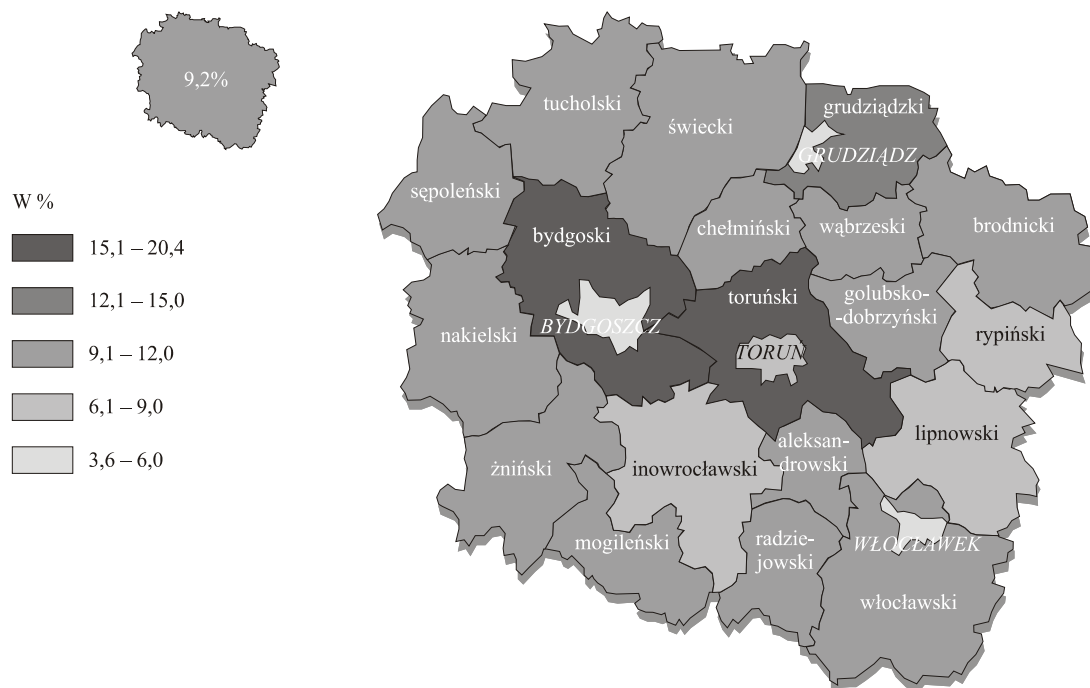 9,2%
W %
15,1 – 20,4
12,1 – 15,0
9,1 – 12,0
6,1 – 9,0
3,6 – 6,0
tucholski
świecki
grudziądzki
GRUDZIĄDZ
sępoleński
bydgoski
chełmiński
wąbrzeski
brodnicki
toruński
golubsko-
-dobrzyński
nakielski
BYDGOSZCZ
TORUŃ
rypiński
żniński
inowrocławski
aleksan-
drowski
lipnowski
mogileński
radzie-
jowski
WŁOCŁAWEK
włocławski